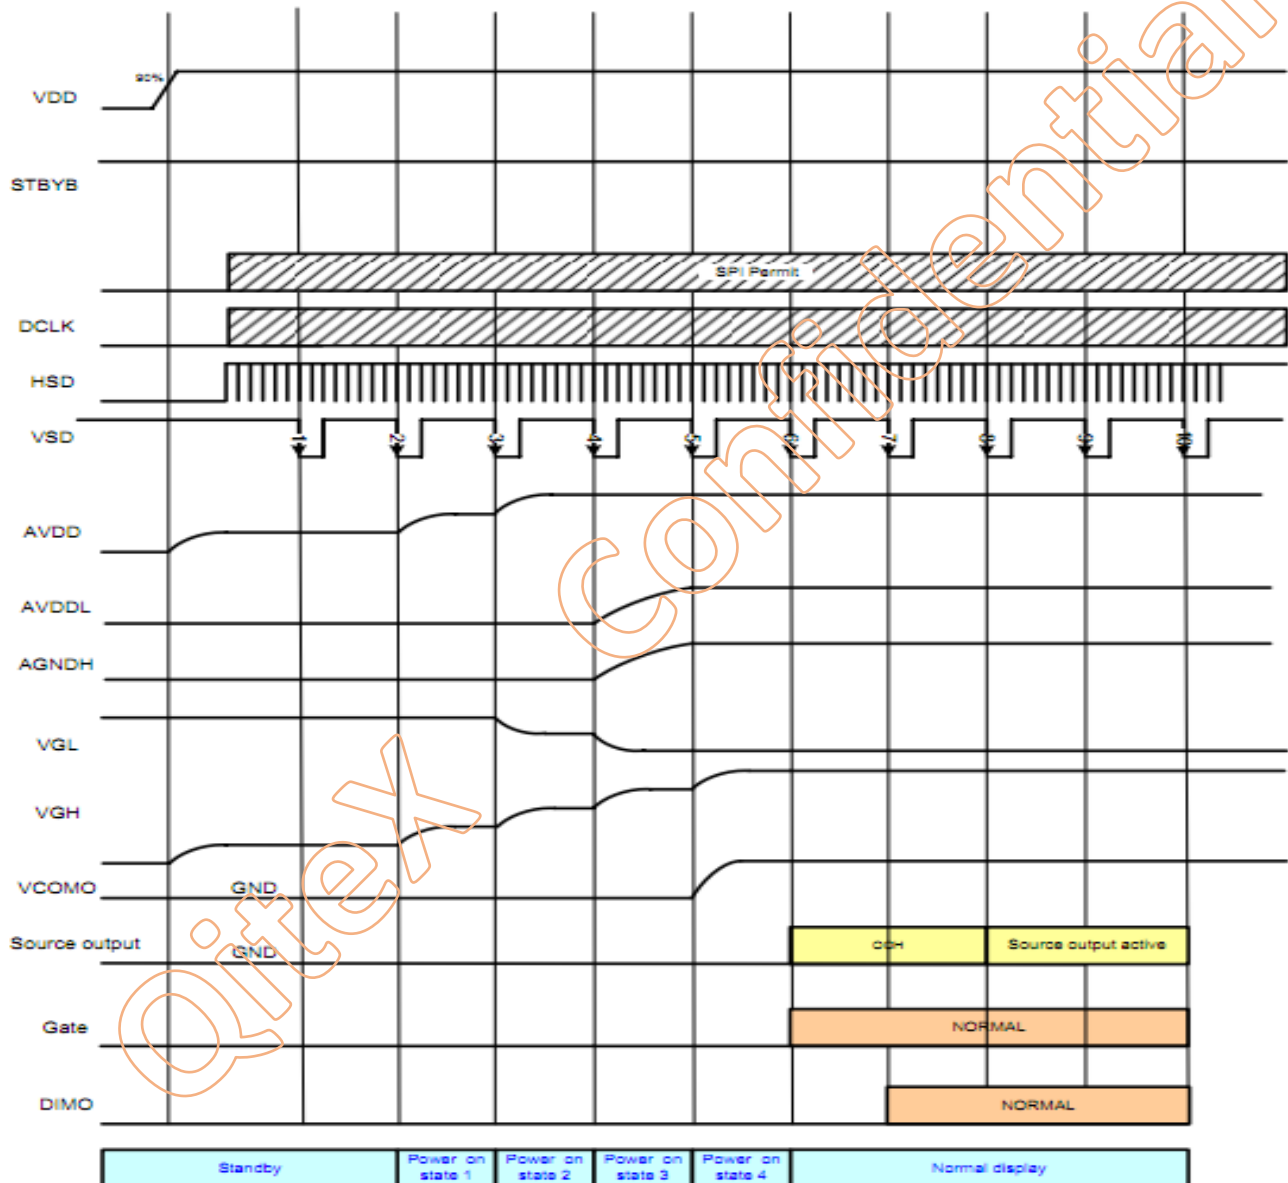 90%
VDD
STBYB
SPI Permit
DCLK
HSD
VSD
1 2 3 4 5 6 7 8 9 10
AVDD
AVDDL
AGNDH
VGL
VGH
VCOMO GND
Source output GND 00H Source output active
Gate NORMAL
DIMO NORMAL
Standby
Power on
state 1
Power on
state 2
Power on
state 3
Power on
state 4
Normal display
QiteX Confidential